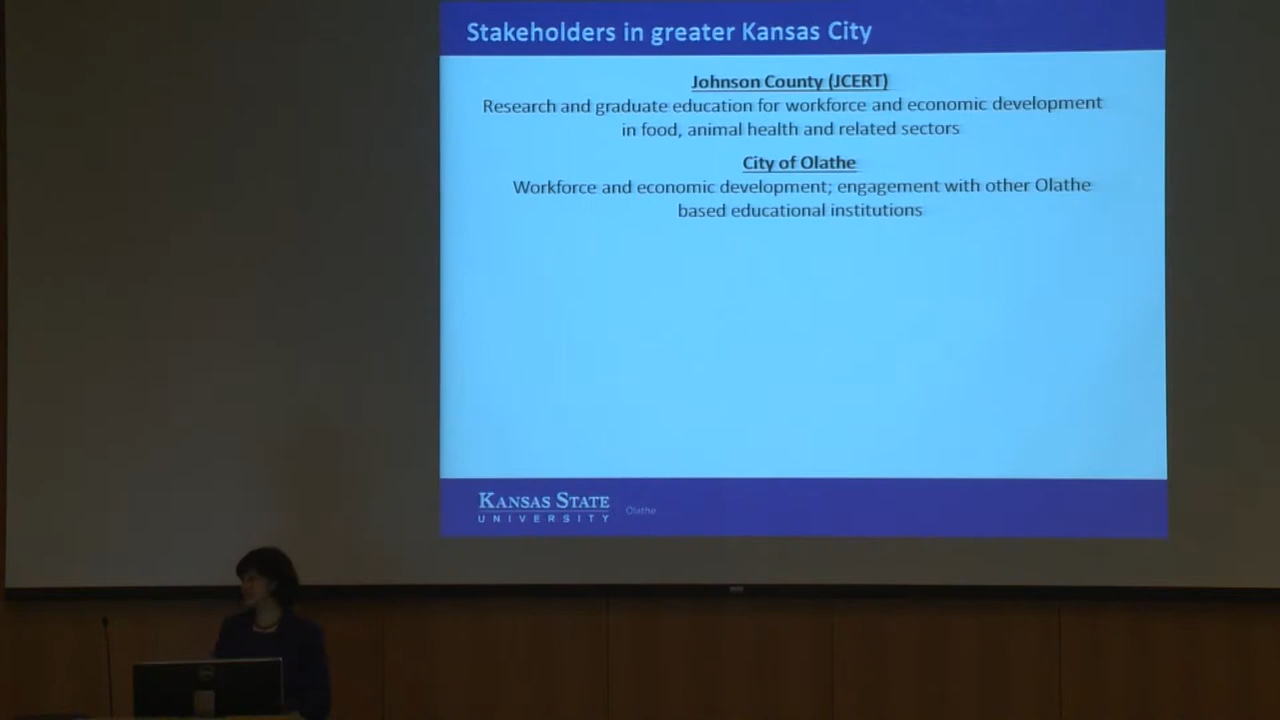 Stakeholders in greater Kansas City
Johnson County (JCERT)
Research and graduate education for workforce and economic development
in food, animal health and related sectors
City of Olathe
Workforce and economic development; engagement with other Olathe
based educational institutions
KANSAS STATE
UNIVERSITY
Olathe